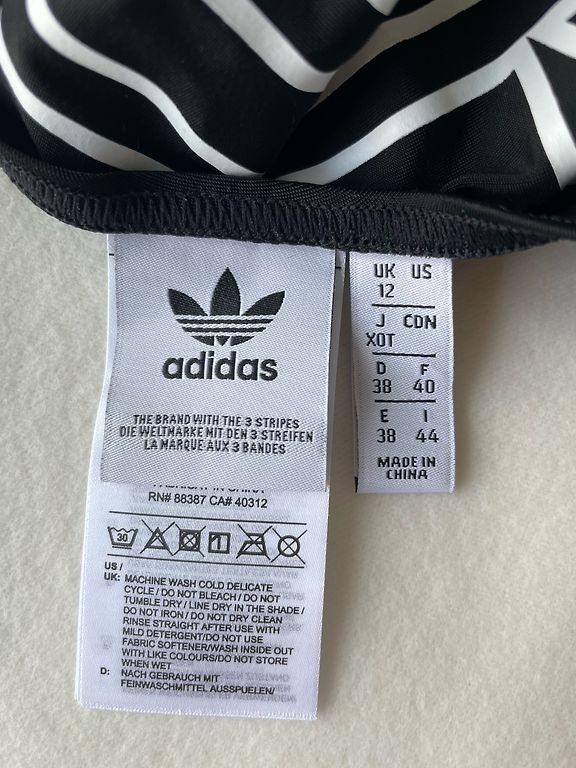 adidas
THE BRAND WITH THE 3 STRIPES
DIE WELTMARKE MIT DEN 3 STREIFEN
LA MARQUE AUX 3 BANDES
RN# 88387 CA# 40312
30
US /
UK: MACHINE WASH COLD DELICATE
CYCLE / DO NOT BLEACH / DO NOT
TUMBLE DRY / LINE DRY IN THE SHADE /
DO NOT IRON / DO NOT DRY CLEAN
RINSE STRAIGHT AFTER USE WITH
MILD DETERGENT/DO NOT USE
FABRIC SOFTENER/WASH INSIDE OUT
WITH LIKE COLOURS/DO NOT STORE
WHEN WET
D: NACH GEBRAUCH MIT
FEINWASCHMITTEL AUSSPUELEN/
UK US
12
J CDN
XOT
D F
38 40
E I
38 44
MADE IN
CHINA